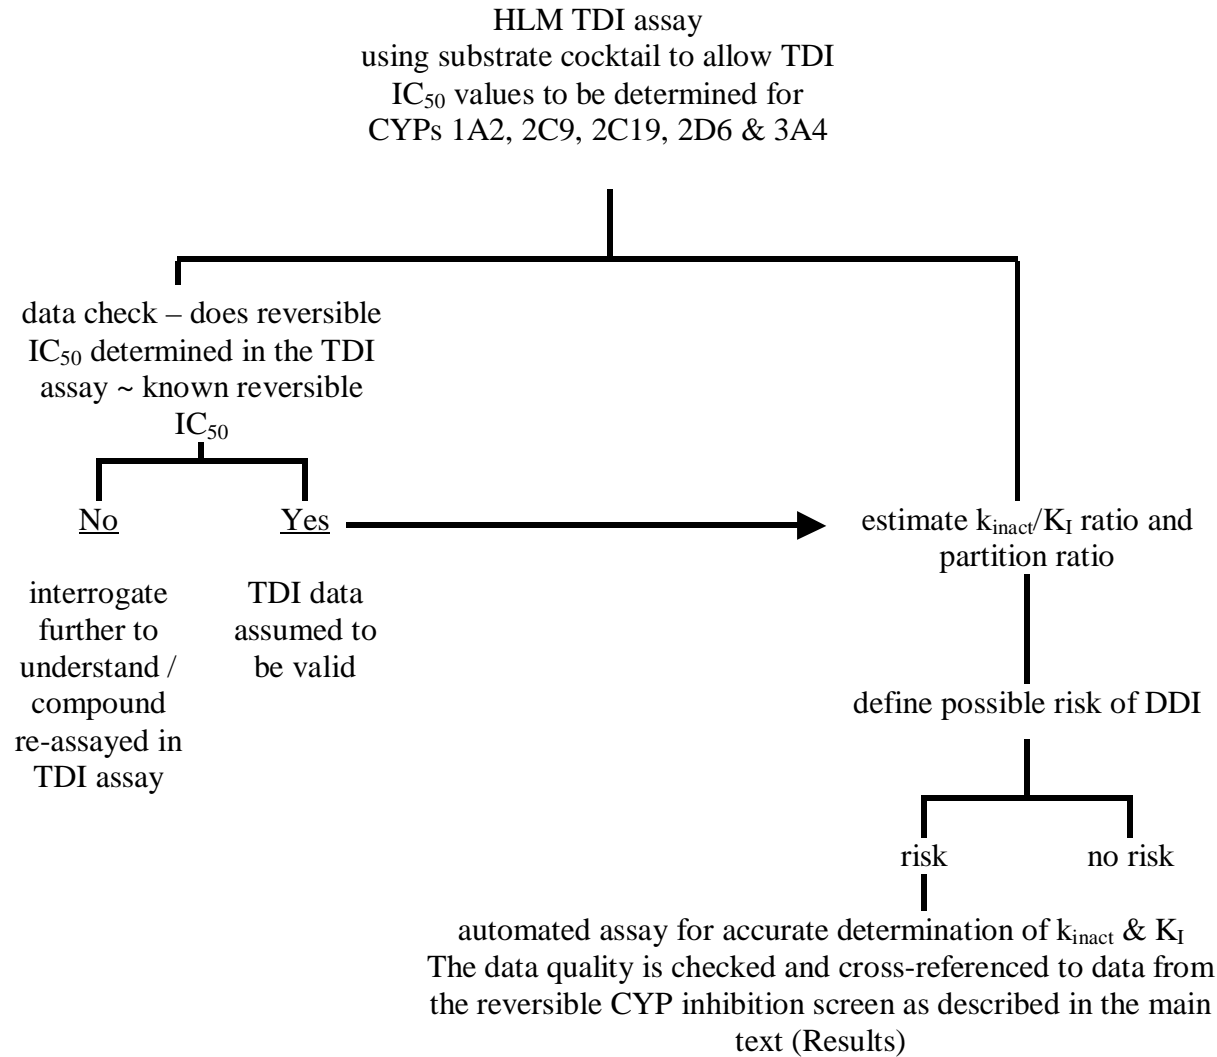 HLM TDI assay
using substrate cocktail to allow TDI
IC50 values to be determined for
CYPs 1A2, 2C9, 2C19, 2D6 & 3A4
data check – does reversible
IC50 determined in the TDI
assay ~ known reversible
IC50
No
interrogate
further to
understand /
compound
re-assayed in
TDI assay
Yes
TDI data
assumed to
be valid
estimate kinact/KI ratio and
partition ratio
define possible risk of DDI
risk
no risk
automated assay for accurate determination of kinact & KI
The data quality is checked and cross-referenced to data from
the reversible CYP inhibition screen as described in the main
text (Results)